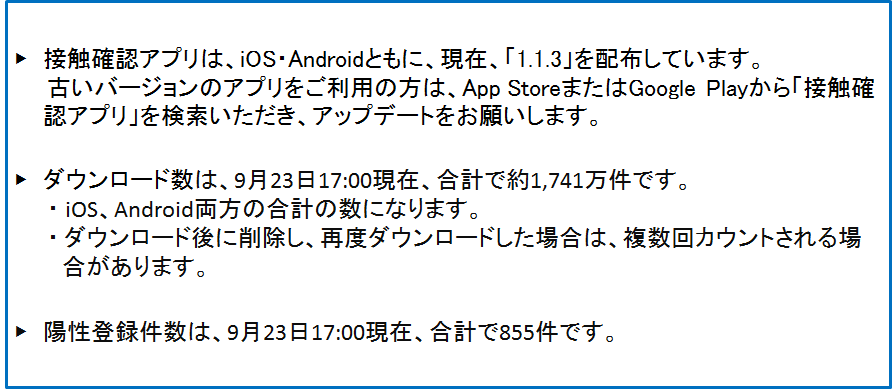 ▶ 接触確認アプリは、iOS・Androidともに、現在、「1.1.3」を配布しています。
古いバージョンのアプリをご利用の方は、App StoreまたはGoogle Playから「接触確
認アプリ」を検索いただき、アップデートをお願いします。
▶ ダウンロード数は、9月23日17:00現在、合計で約1,741万件です。
・iOS、Android両方の合計の数になります。
・ダウンロード後に削除し、再度ダウンロードした場合は、複数回カウントされる場
合があります。
▶ 陽性登録件数は、9月23日17:00現在、合計で855件です。